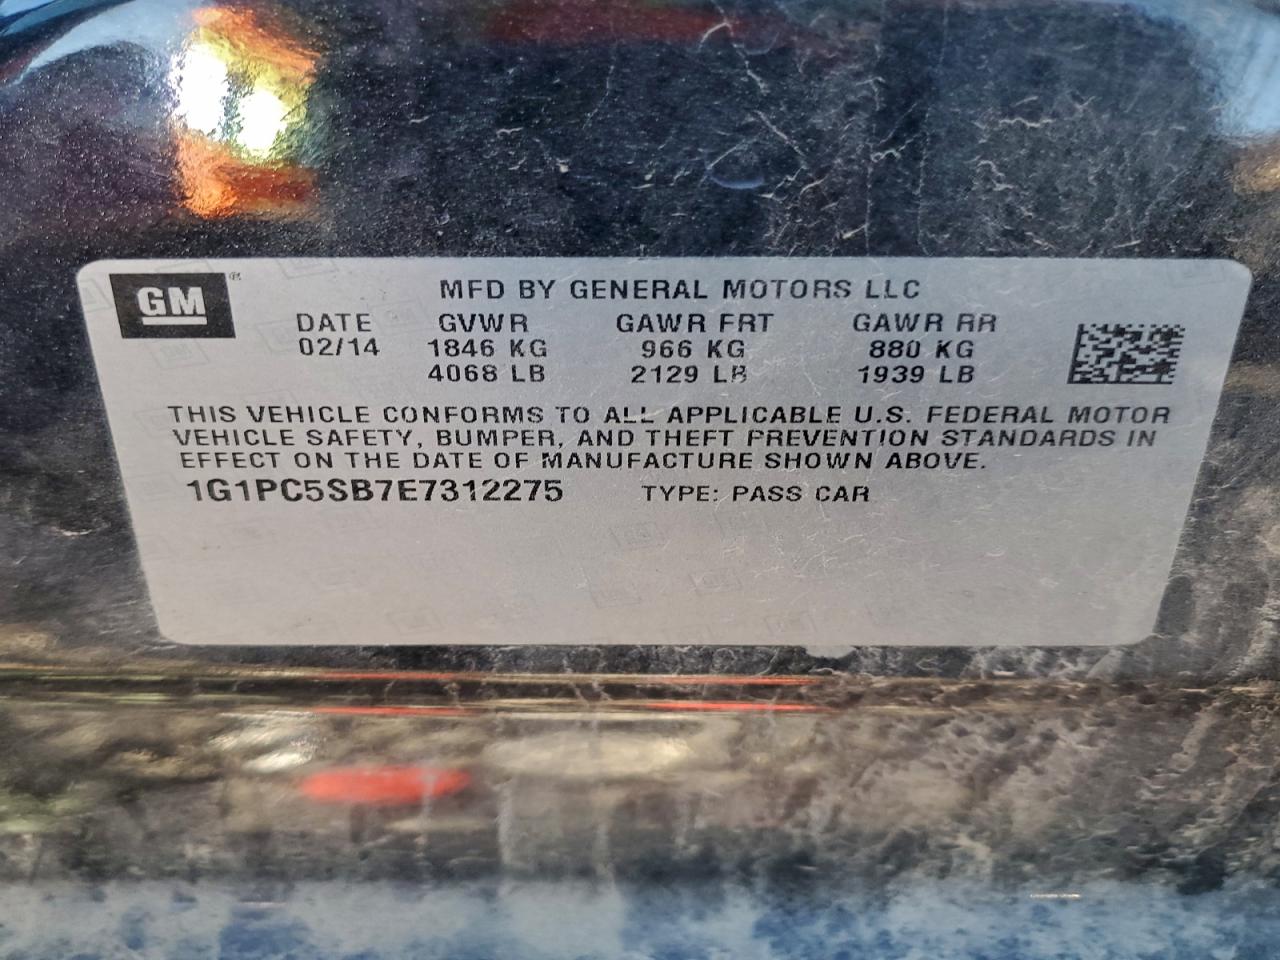 GM®
MFD BY GENERAL MOTORS LLC
DATE GVWR GAWR FRT GAWR RR
02/14 1846 KG 966 KG 880 KG
4068 LB 2129 LB 1939 LB
THIS VEHICLE CONFORMS TO ALL APPLICABLE U.S. FEDERAL MOTOR
VEHICLE SAFETY, BUMPER, AND THEFT PREVENTION STANDARDS IN
EFFECT ON THE DATE OF MANUFACTURE SHOWN ABOVE.
1G1PC5SB7E7312275 TYPE: PASS CAR